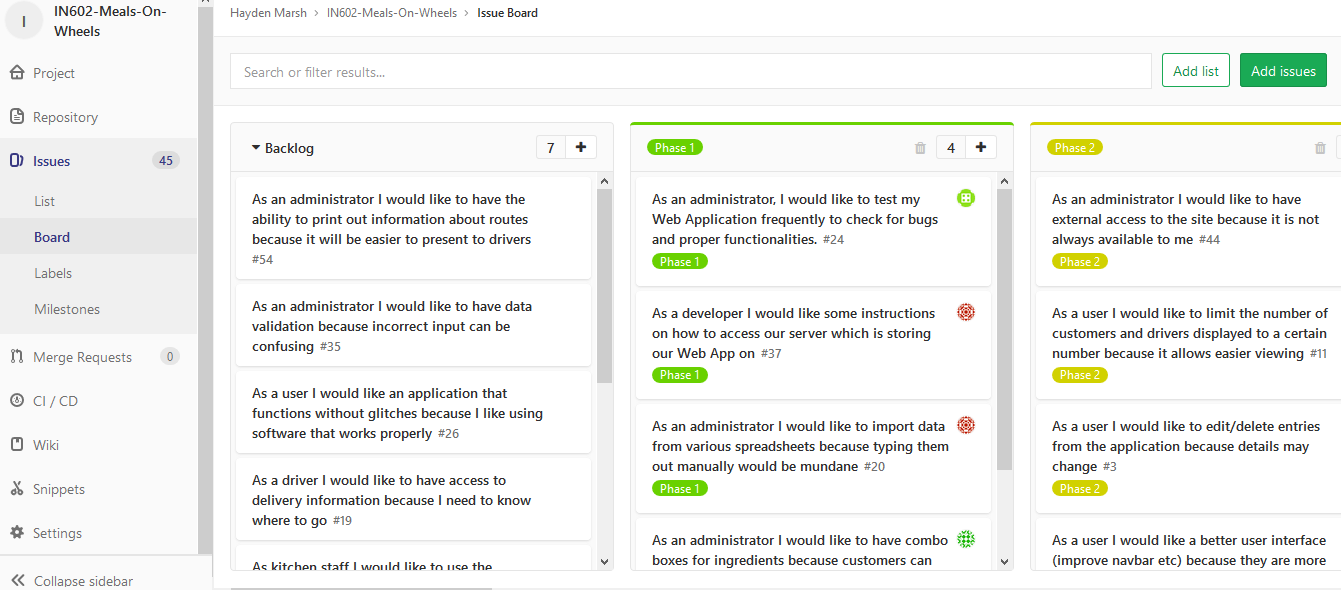 I
IN602-Meals-On-
Wheels
Project
Repository
Issues 45
List
Board
Labels
Milestones
Merge Requests 0
CI / CD
Wiki
Snippets
Settings
Collapse sidebar
Hayden Marsh > IN602-Meals-On-Wheels > Issue Board
Search or filter results...
Add list
Add issues
Backlog 7 +
As an administrator I would like to have the
ability to print out information about routes
because it will be easier to present to drivers
#54
As an administrator I would like to have data
validation because incorrect input can be
confusing #35
As a user I would like an application that
functions without glitches because I like using
software that works properly #26
As a driver I would like to have access to
delivery information because I need to know
where to go #19
As kitchen staff I would like to use the
Phase 1 4 +
As an administrator, I would like to test my
Web Application frequently to check for bugs
and proper functionalities. #24
Phase 1
As a developer I would like some instructions
on how to access our server which is storing
our Web App on #37
Phase 1
As an administrator I would like to import data
from various spreadsheets because typing them
out manually would be mundane #20
Phase 1
As an administrator I would like to have combo
boxes for ingredients because customers can
Phase 2
As an administrator I would like to have
external access to the site because it is not
always available to me #44
Phase 2
As a user I would like to limit the number of
customers and drivers displayed to a certain
number because it allows easier viewing #11
Phase 2
As a user I would like to edit/delete entries
from the application because details may
change #3
Phase 2
As a user I would like a better user interface
(improve navbar etc) because they are more